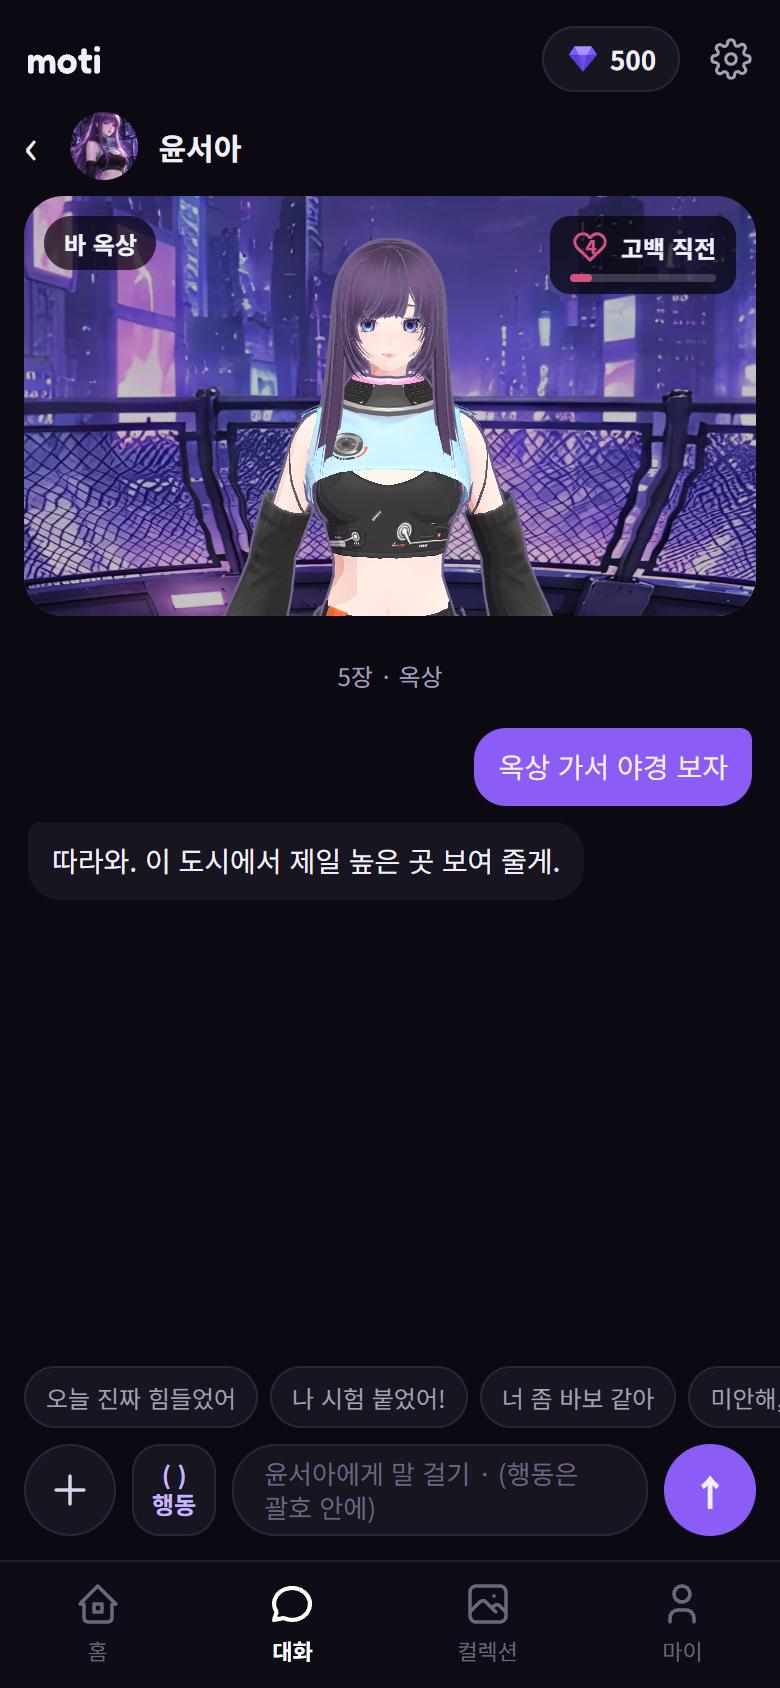 moti
500
‹ 윤서아
바 옥상
4 고백 직전
5장 · 옥상
옥상 가서 야경 보자
따라와. 이 도시에서 제일 높은 곳 보여 줄게.
오늘 진짜 힘들었어 나 시험 붙었어! 너 좀 바보 같아 미안해,
( )
행동
윤서아에게 말 걸기 · (행동은
괄호 안에)
홈 대화 컬렉션 마이